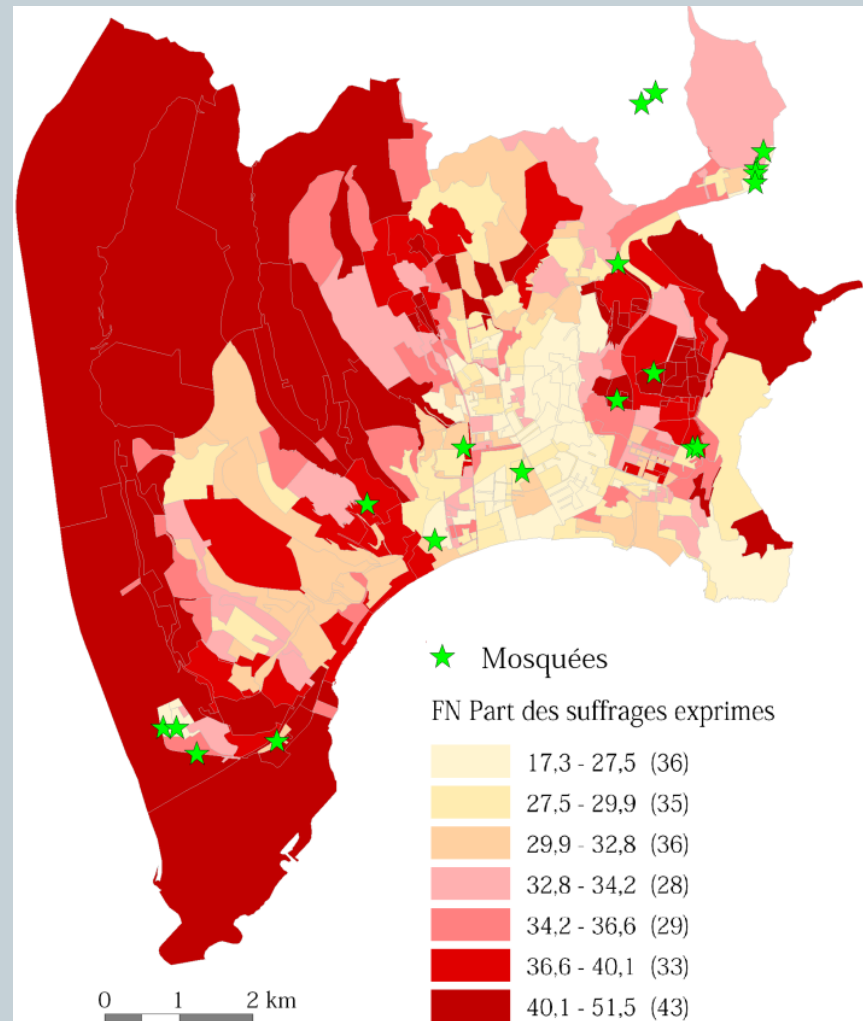 Mosquées
FN Part des suffrages exprimes
17,3 - 27,5 (36)
27,5 - 29,9 (35)
29,9 - 32,8 (36)
32,8 - 34,2 (28)
34,2 - 36,6 (29)
36,6 - 40,1 (33)
40,1 - 51,5 (43)
0 1 2 km